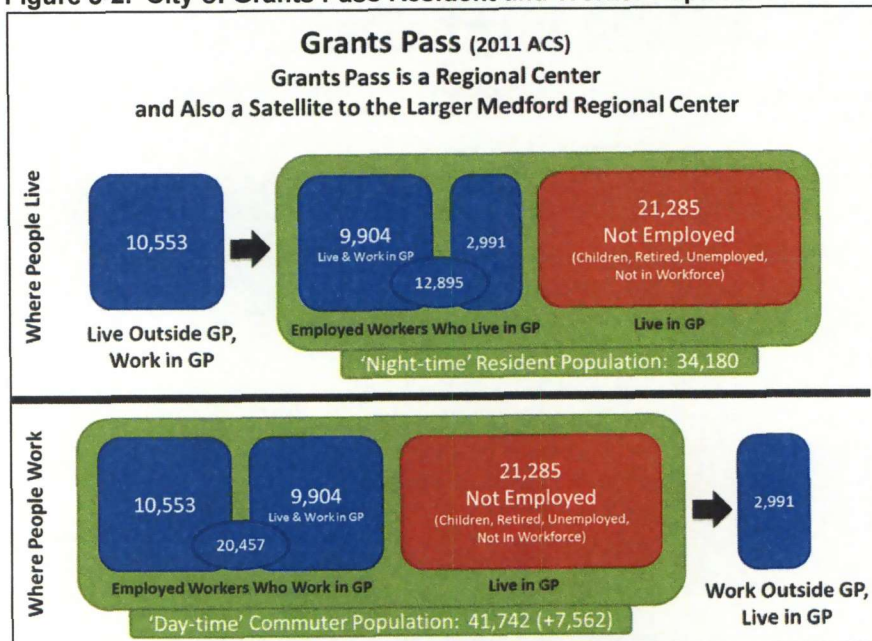 Grants Pass (2011 ACS)
Grants Pass is a Regional Center
and Also a Satellite to the Larger Medford Regional Center
Where People Live
10,553
Live Outside GP,
Work in GP
9,904
Live & Work in GP
2,991
12,895
Employed Workers Who Live in GP
21,285
Not Employed
(Children, Retired, Unemployed,
Not in Workforce)
Live in GP
'Night-time' Resident Population: 34,180
Where People Work
10,553
9,904
Live & Work in GP
20,457
Employed Workers Who Work in GP
21,285
Not Employed
(Children, Retired, Unemployed,
Not in Workforce)
Live in GP
'Day-time' Commuter Population: 41,742 (+7,562)
2,991
Work Outside GP,
Live in GP